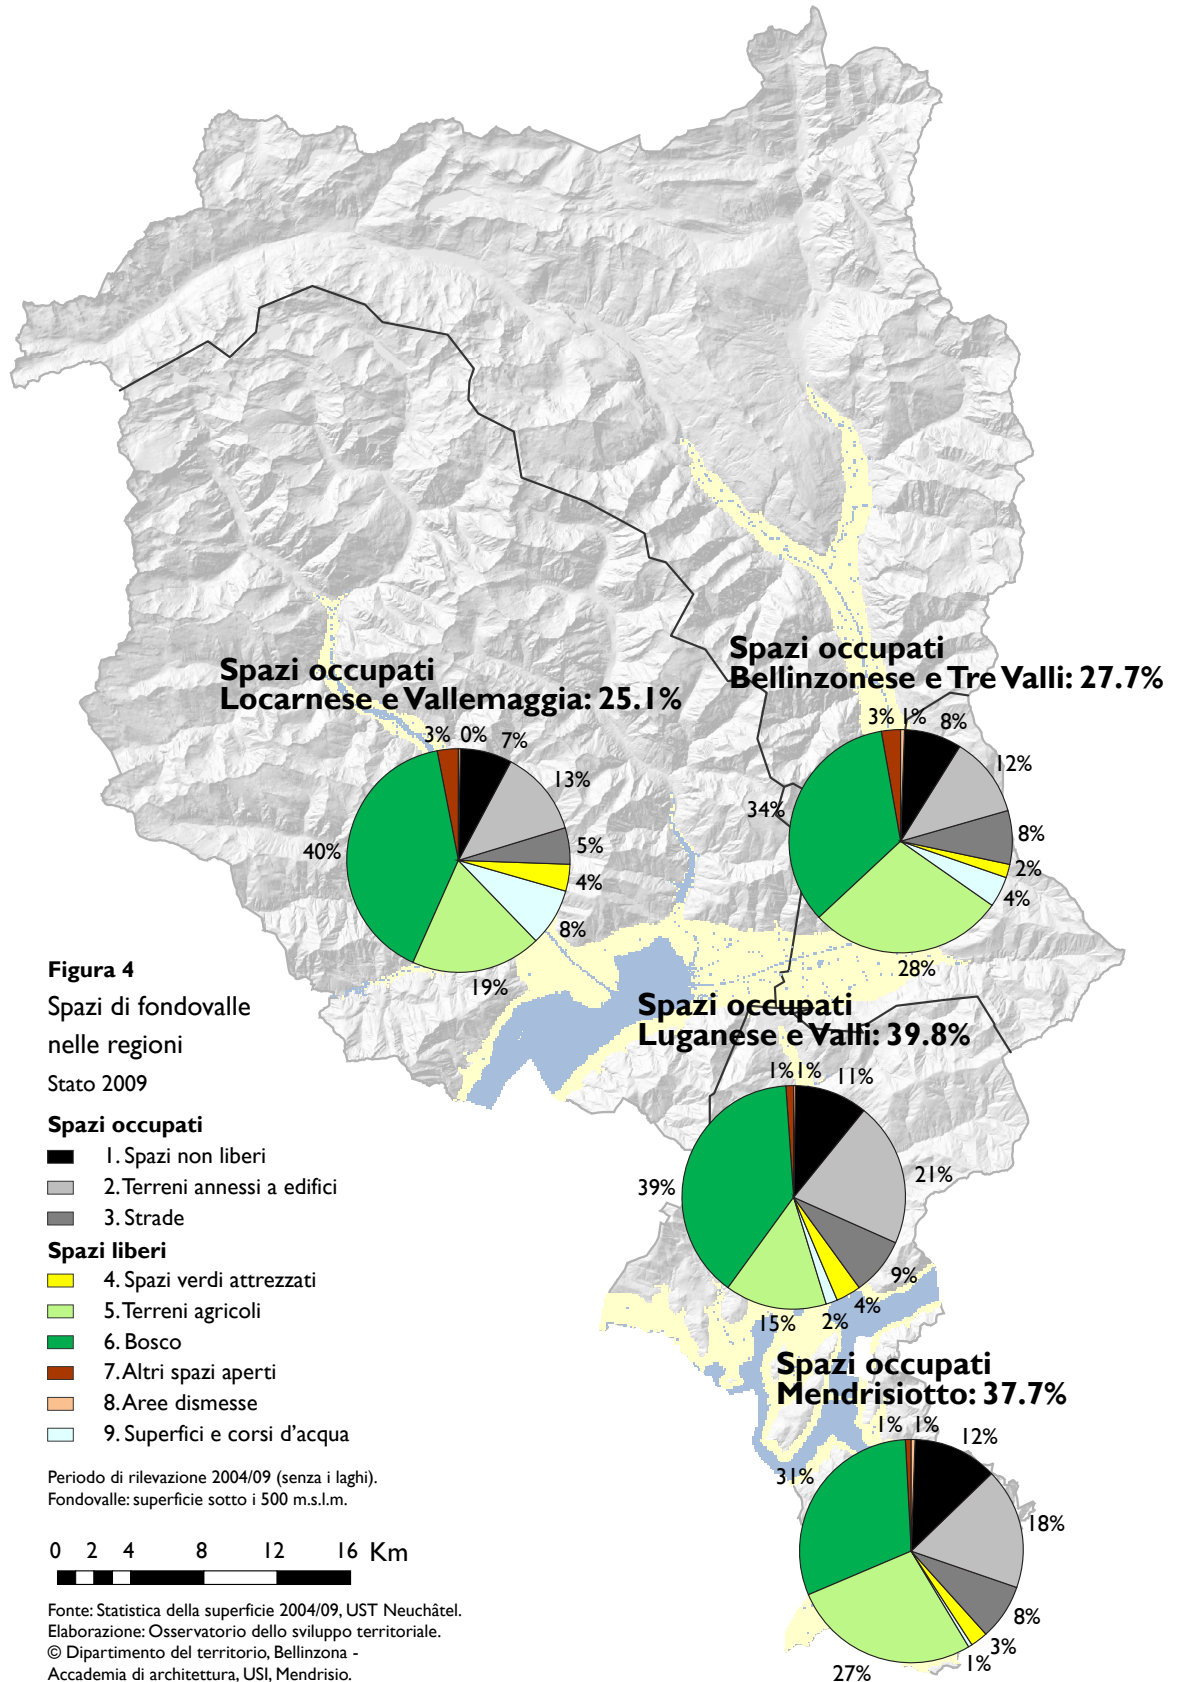 Spazi occupati
Bellinzonese e Tre Valli: 27.7%
3%
1%
8%
12%
34%
8%
2%
4%
28%
Spazi occupati
Locarnese e Vallemaggia: 25.1%
3%
0%
7%
13%
40%
5%
4%
8%
19%
Spazi occupati
Luganese e Valli: 39.8%
1%
1%
11%
21%
39%
9%
4%
2%
15%
Spazi occupati
Mendrisiotto: 37.7%
1%
1%
12%
31%
18%
8%
3%
1%
27%
Figura 4
Spazi di fondovalle
nelle regioni
Stato 2009
Spazi occupati
1. Spazi non liberi
2. Terreni annessi a edifici
3. Strade
Spazi liberi
4. Spazi verdi attrezzati
5. Terreni agricoli
6. Bosco
7. Altri spazi aperti
8. Aree dismesse
9. Superfici e corsi d'acqua
Periodo di rilevazione 2004/09 (senza i laghi).
Fondovalle: superficie sotto i 500 m.s.l.m.
0 2 4 8 12 16 Km
Fonte: Statistica della superficie 2004/09, UST Neuchâtel.
Elaborazione: Osservatorio dello sviluppo territoriale.
© Dipartimento del territorio, Bellinzona -
Accademia di architettura, USI, Mendrisio.